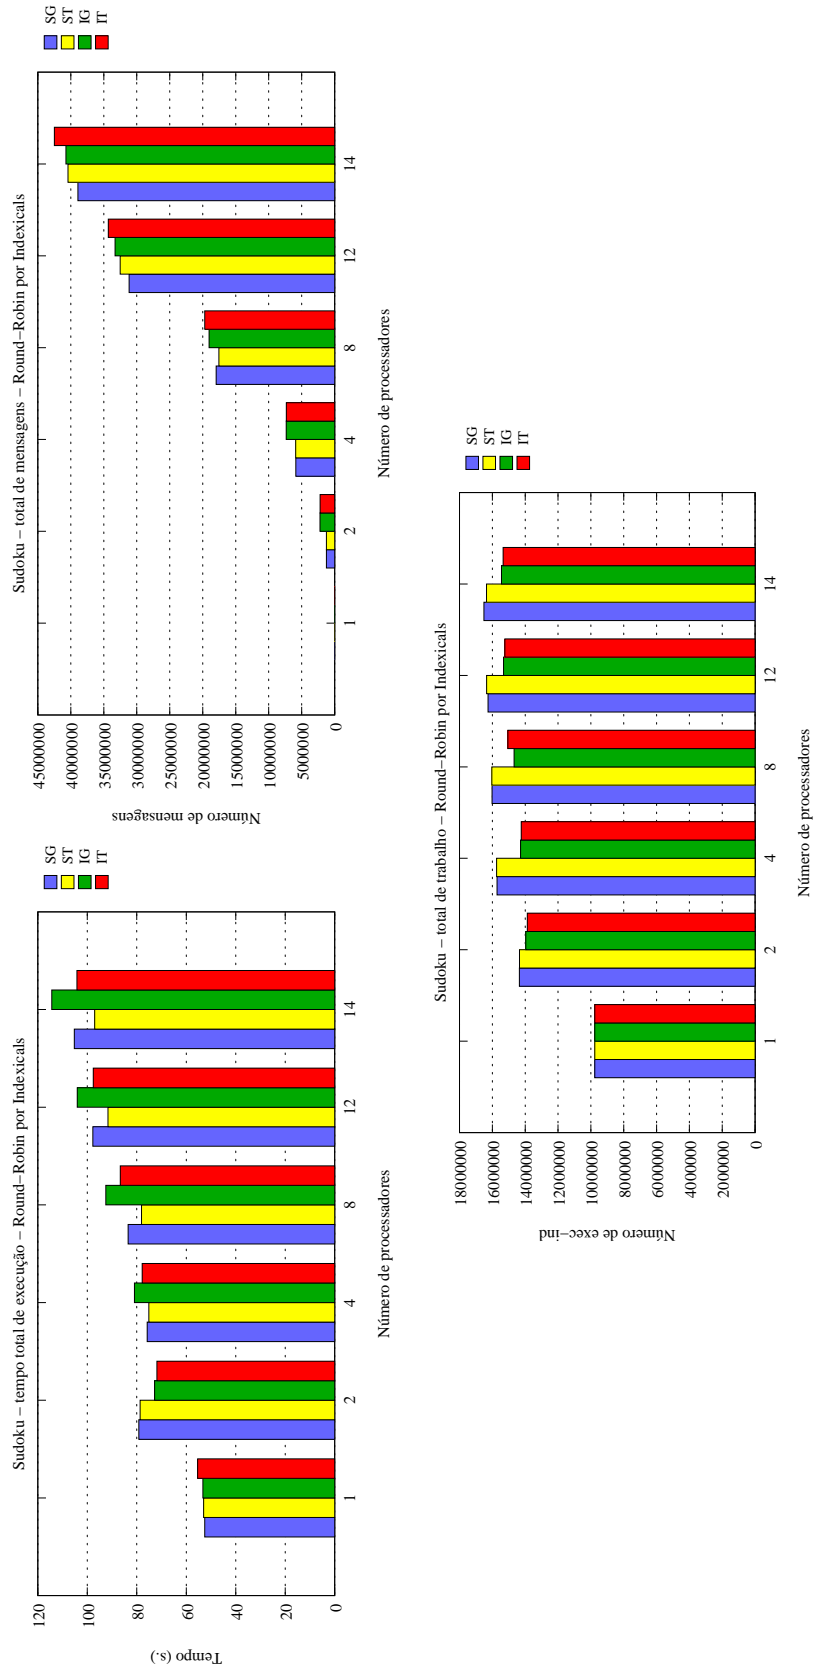 Sudoku – tempo total de execução – Round–Robin por Indexicals
SG
ST
IG
IT
Tempo (s.)
120
100
80
60
40
20
0
1
2
4
8
12
14
Número de processadores
Sudoku – total de mensagens – Round–Robin por Indexicals
SG
ST
IG
IT
Número de mensagens
45000000
40000000
35000000
30000000
25000000
20000000
15000000
10000000
5000000
0
1
2
4
8
12
14
Número de processadores
Sudoku – total de trabalho – Round–Robin por Indexicals
SG
ST
IG
IT
Número de exec–ind
18000000
16000000
14000000
12000000
10000000
8000000
6000000
4000000
2000000
0
1
2
4
8
12
14
Número de processadores